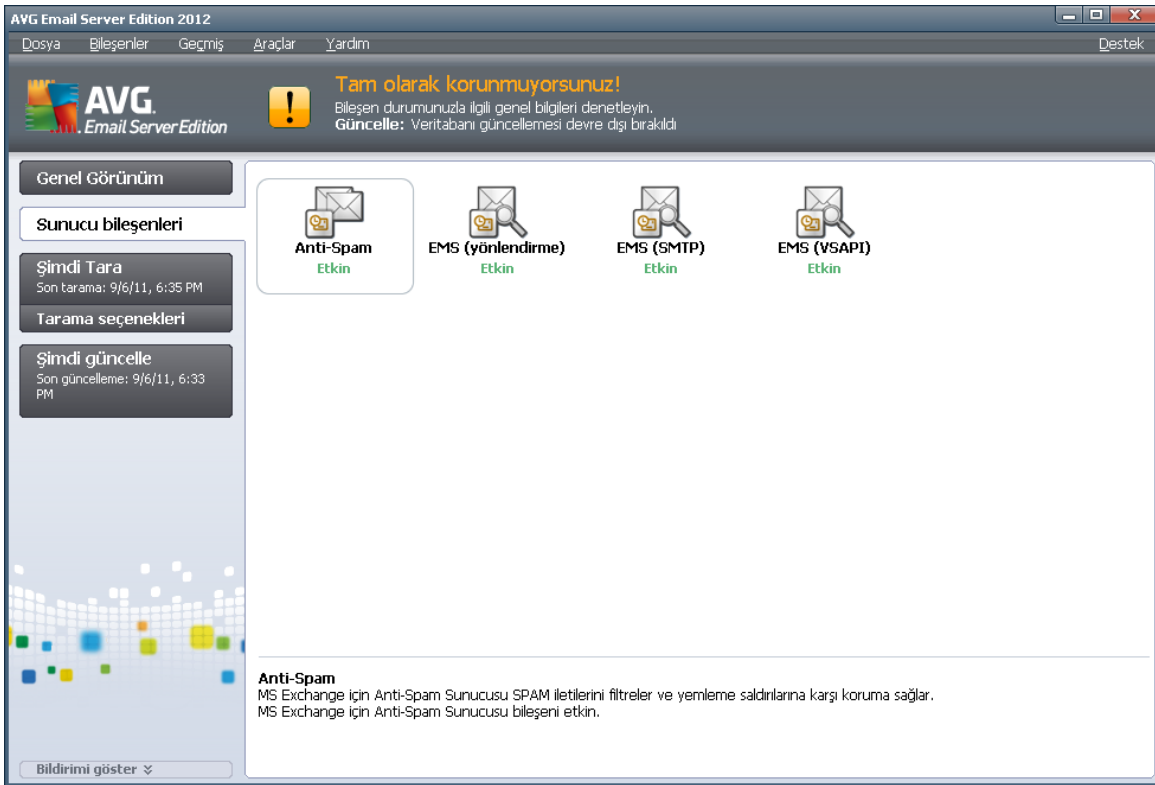 AVG Email Server Edition 2012
Dosya Bileşenler Geçmiş Araçlar Yardım Destek
AVG.
Email Server Edition
Tam olarak korunmuyorsunuz!
Bileşen durumunuzla ilgili genel bilgileri denetleyin.
Güncelle: Veritabanı güncellemesi devre dışı bırakıldı
Genel Görünüm
Sunucu bileşenleri
Şimdi Tara
Son tarama: 9/6/11, 6:35 PM
Tarama seçenekleri
Şimdi güncelle
Son güncelleme: 9/6/11, 6:33
PM
Anti-Spam EMS (yönlendirme) EMS (SMTP) EMS (VSAPI)
Etkin Etkin Etkin Etkin
Anti-Spam
MS Exchange için Anti-Spam Sunucusu SPAM iletilerini filtreler ve yemleme saldırılarına karşı koruma sağlar.
MS Exchange için Anti-Spam Sunucusu bileşeni etkin.
Bildirimi göster